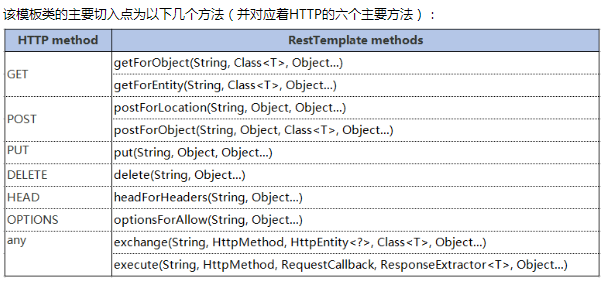 该模板类的主要切入点为以下几个方法（并对应着HTTP的六个主要方法）：
HTTP method RestTemplate methods
GET getForObject(String, Class<T>, Object...)
getForEntity(String, Class<T>, Object...)
POST postForLocation(String, Object, Object...)
postForObject(String, Object, Class<T>, Object...)
PUT put(String, Object, Object...)
DELETE delete(String, Object...)
HEAD headForHeaders(String, Object...)
OPTIONS optionsForAllow(String, Object...)
any exchange(String, HttpMethod, HttpEntity<?>, Class<T>, Object...)
execute(String, HttpMethod, RequestCallback, ResponseExtractor<T>, Object...)